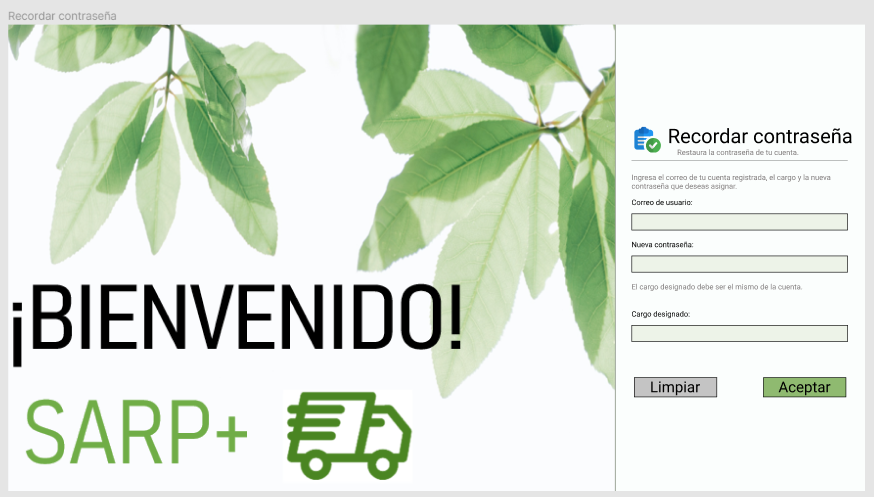 Recordar contraseña
¡BIENVENIDO!
SARP+
Recordar contraseña
Restaura la contraseña de tu cuenta.
Ingresa el correo de tu cuenta registrada, el cargo y la nueva
contraseña que deseas asignar.
Correo de usuario:
Nueva contraseña:
El cargo designado debe ser el mismo de la cuenta.
Cargo designado:
Limpiar
Aceptar